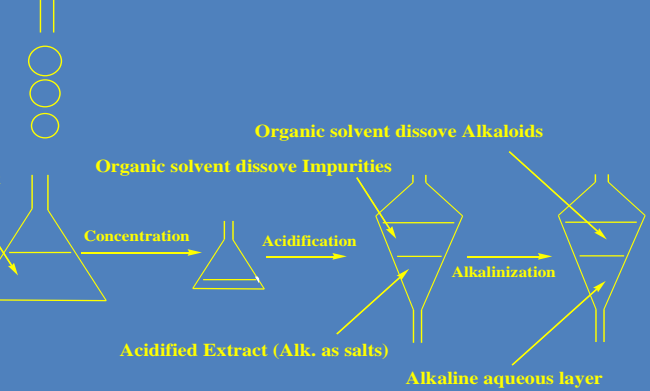 Organic solvent dissove Alkaloids
Organic solvent dissove Impurities
Concentration
Acidification
Alkalinization
Acidified Extract (Alk. as salts)
Alkaline aqueous layer